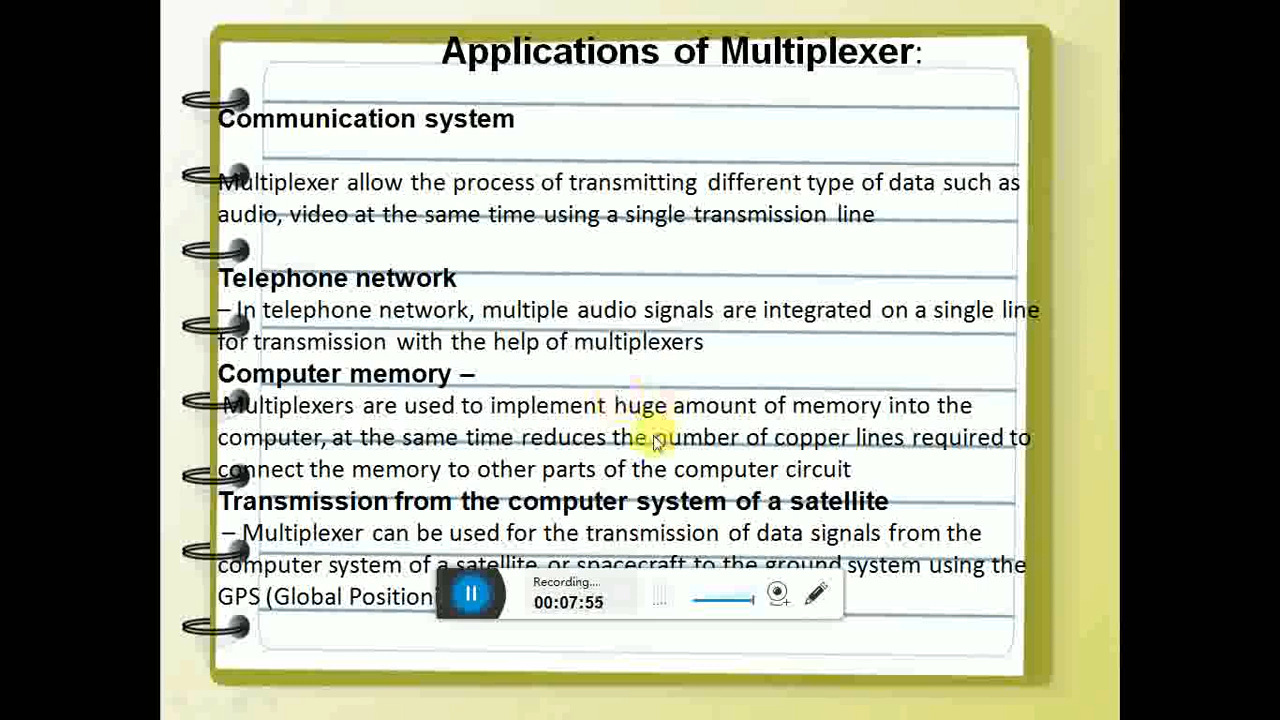 Applications of Multiplexer:
Communication system
Multiplexer allow the process of transmitting different type of data such as
audio, video at the same time using a single transmission line
Telephone network
– In telephone network, multiple audio signals are integrated on a single line
for transmission with the help of multiplexers
Computer memory –
Multiplexers are used to implement huge amount of memory into the
computer, at the same time reduces the number of copper lines required to
connect the memory to other parts of the computer circuit
Transmission from the computer system of a satellite
– Multiplexer can be used for the transmission of data signals from the
computer system of a satellite or spacecraft to the ground system using the
GPS (Global Position
Recording....
00:07:55